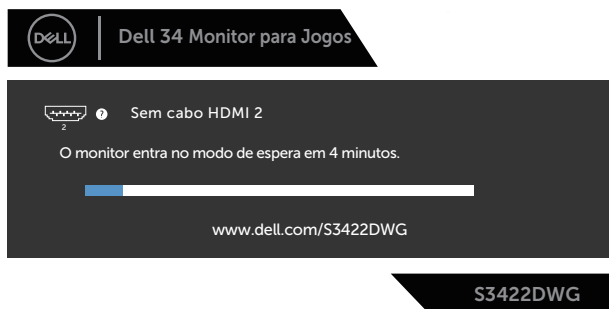 DELL
Dell 34 Monitor para Jogos
? Sem cabo HDMI 2
2
O monitor entra no modo de espera em 4 minutos.
www.dell.com/S3422DWG
S3422DWG